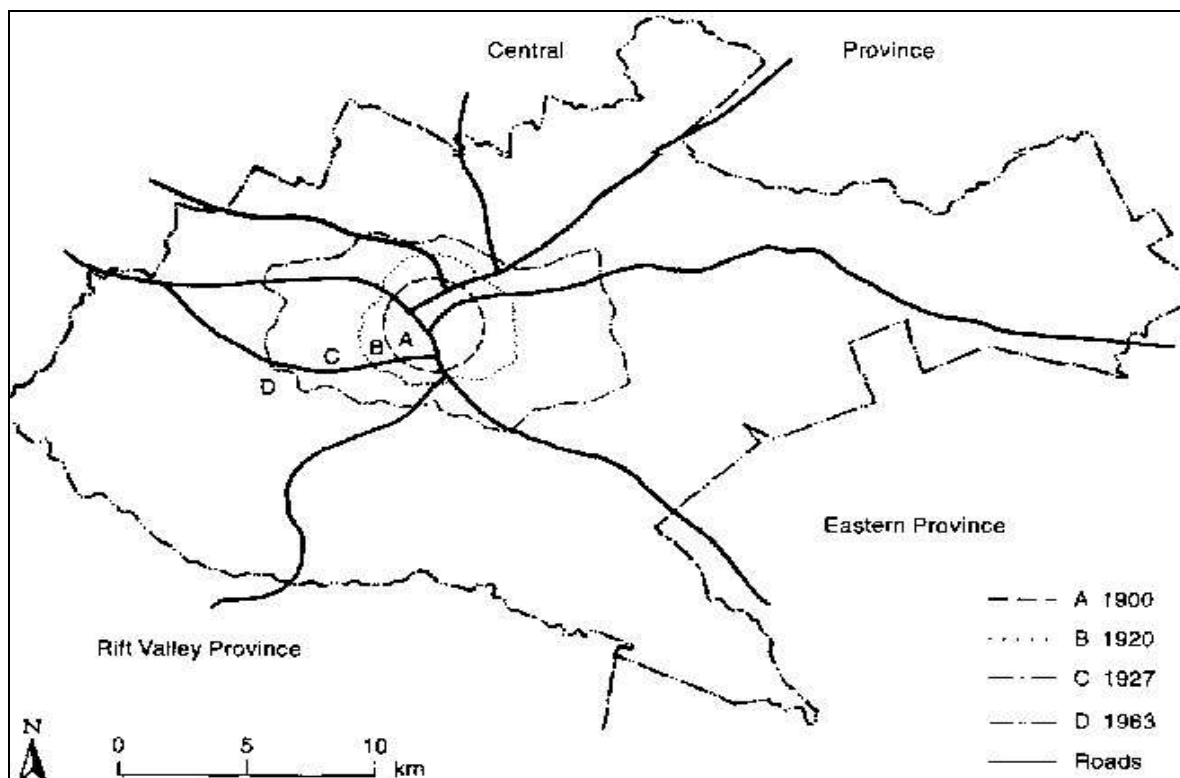 Central Province
A
B
C
D
Eastern Province
Rift Valley Province
A 1900
B 1920
C 1927
D 1963
Roads
N
0 5 10
km